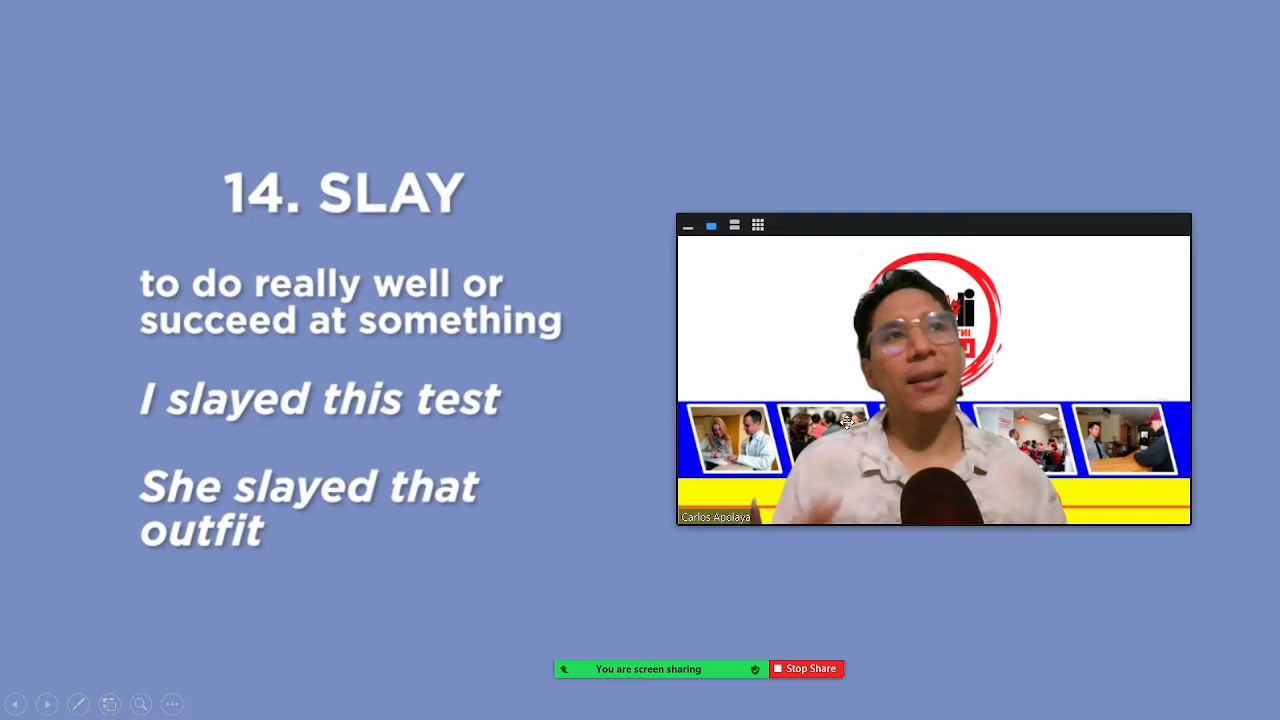 14. SLAY
to do really well or
succeed at something
I slayed this test
She slayed that
outfit
Carlos Apolaya
You are screen sharing
Stop Share